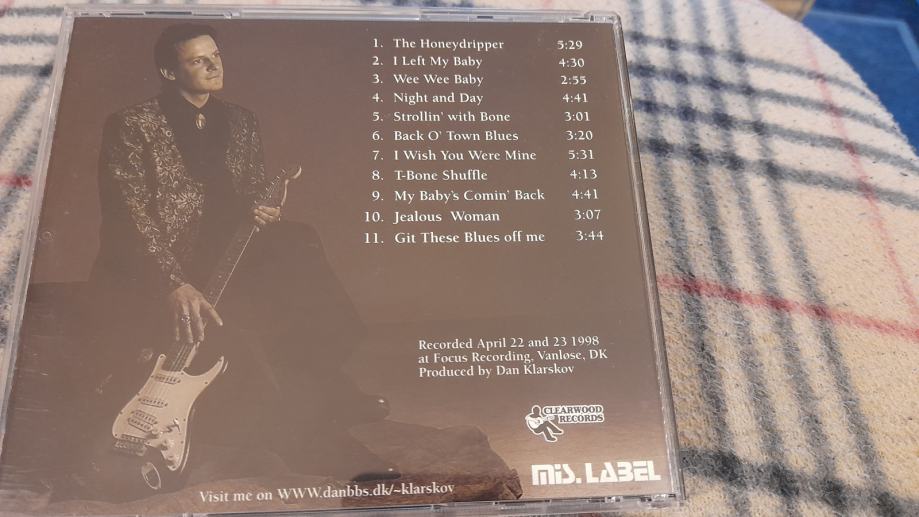 1. The Honeydripper 5:29
2. I Left My Baby 4:30
3. Wee Wee Baby 2:55
4. Night and Day 4:41
5. Strollin' with Bone 3:01
6. Back O' Town Blues 3:20
7. I Wish You Were Mine 5:31
8. T-Bone Shuffle 4:13
9. My Baby's Comin' Back 4:41
10. Jealous Woman 3:07
11. Git These Blues off me 3:44
Recorded April 22 and 23 1998
at Focus Recording, Vanløse, DK
Produced by Dan Klarskov
CLEARWOOD
RECORDS
MIS. LABEL
Visit me on WWW.danbbs.dk/~klarskov